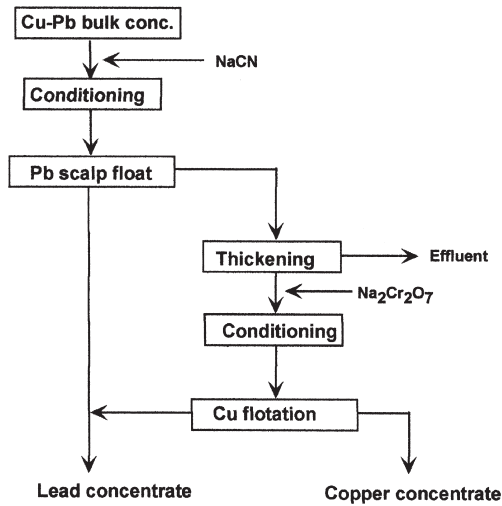 Cu-Pb bulk conc.
NaCN
Conditioning
Pb scalp float
Thickening
Effluent
Na2Cr2O7
Conditioning
Cu flotation
Lead concentrate
Copper concentrate